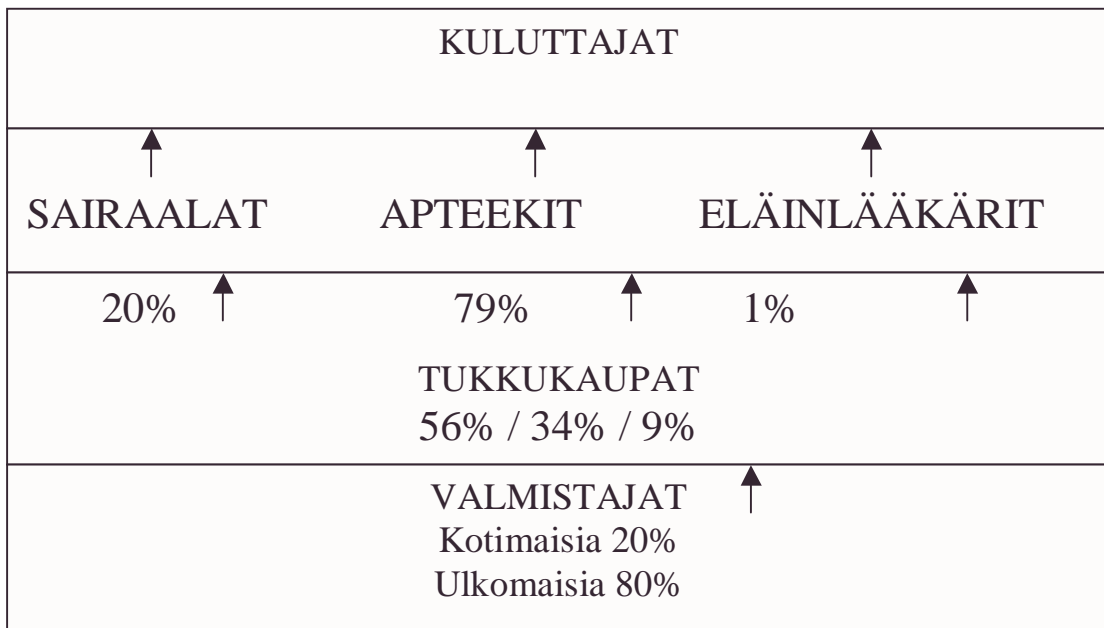 KULUTTAJAT
SAIRAALAT APTEEKIT ELÄINLÄÄKÄRIT
20% 79% 1%
TUKKUKAUPAT
56% / 34% / 9%
VALMISTAJAT
Kotimaisia 20%
Ulkomaisia 80%